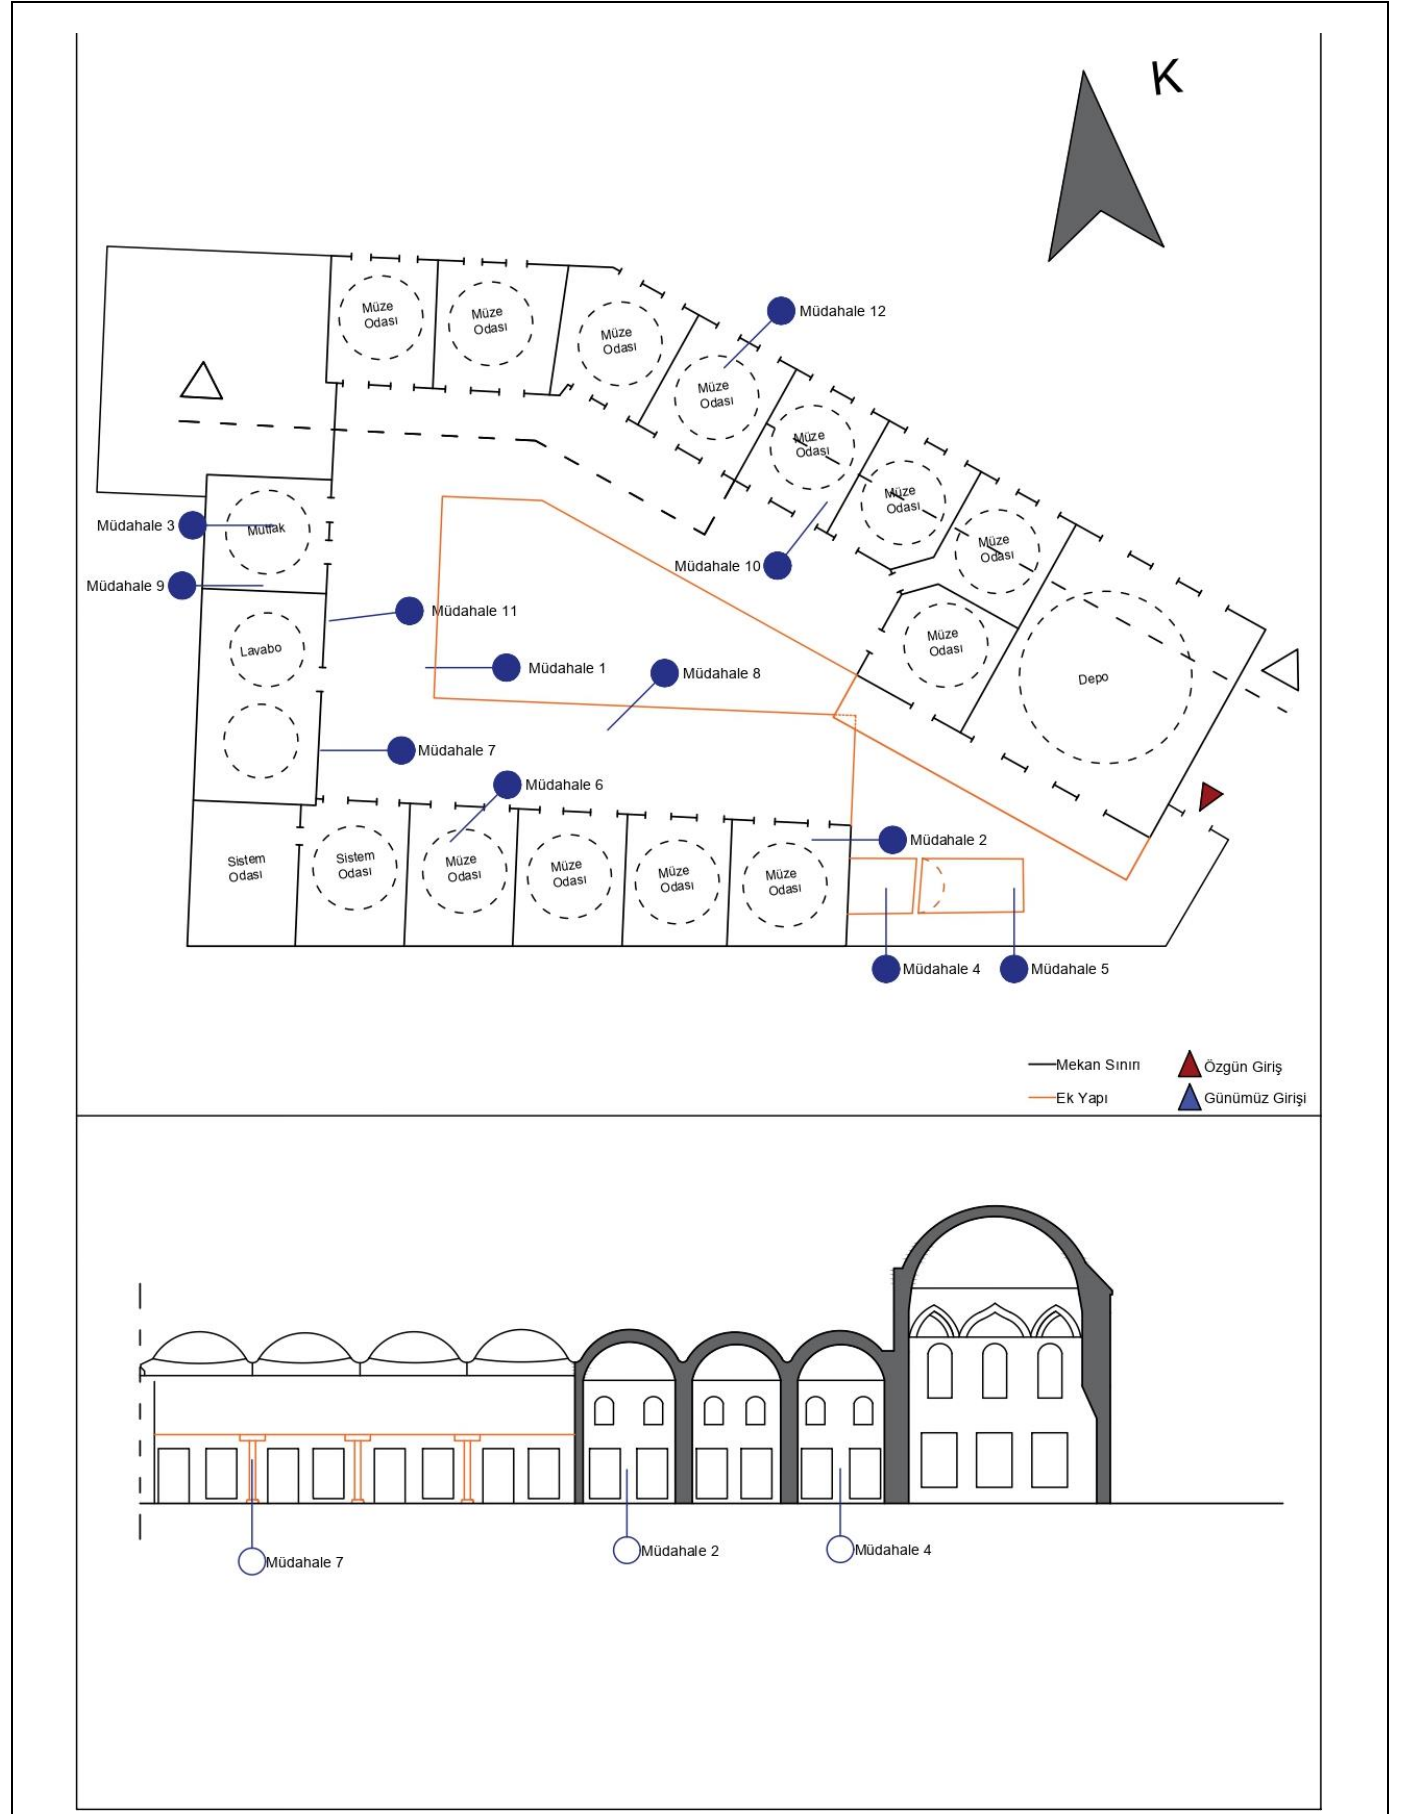 K
Müze
Odası
Müze
Odası
Müze
Odası
Müdahale 12
Müze
Odası
Müze
Odası
Müze
Odası
Müze
Odası
Müdahale 3
Mutfak
Müdahale 10
Müdahale 9
Müdahale 11
Müze
Odası
Lavabo
Müdahale 1
Müdahale 8
Depo
Müdahale 7
Müdahale 6
Müdahale 2
Sistem
Odası
Sistem
Odası
Müze
Odası
Müze
Odası
Müze
Odası
Müze
Odası
Müdahale 4
Müdahale 5
Mekan Sınırı
Özgün Giriş
Ek Yapı
Günümüz Girişi
Müdahale 7
Müdahale 2
Müdahale 4